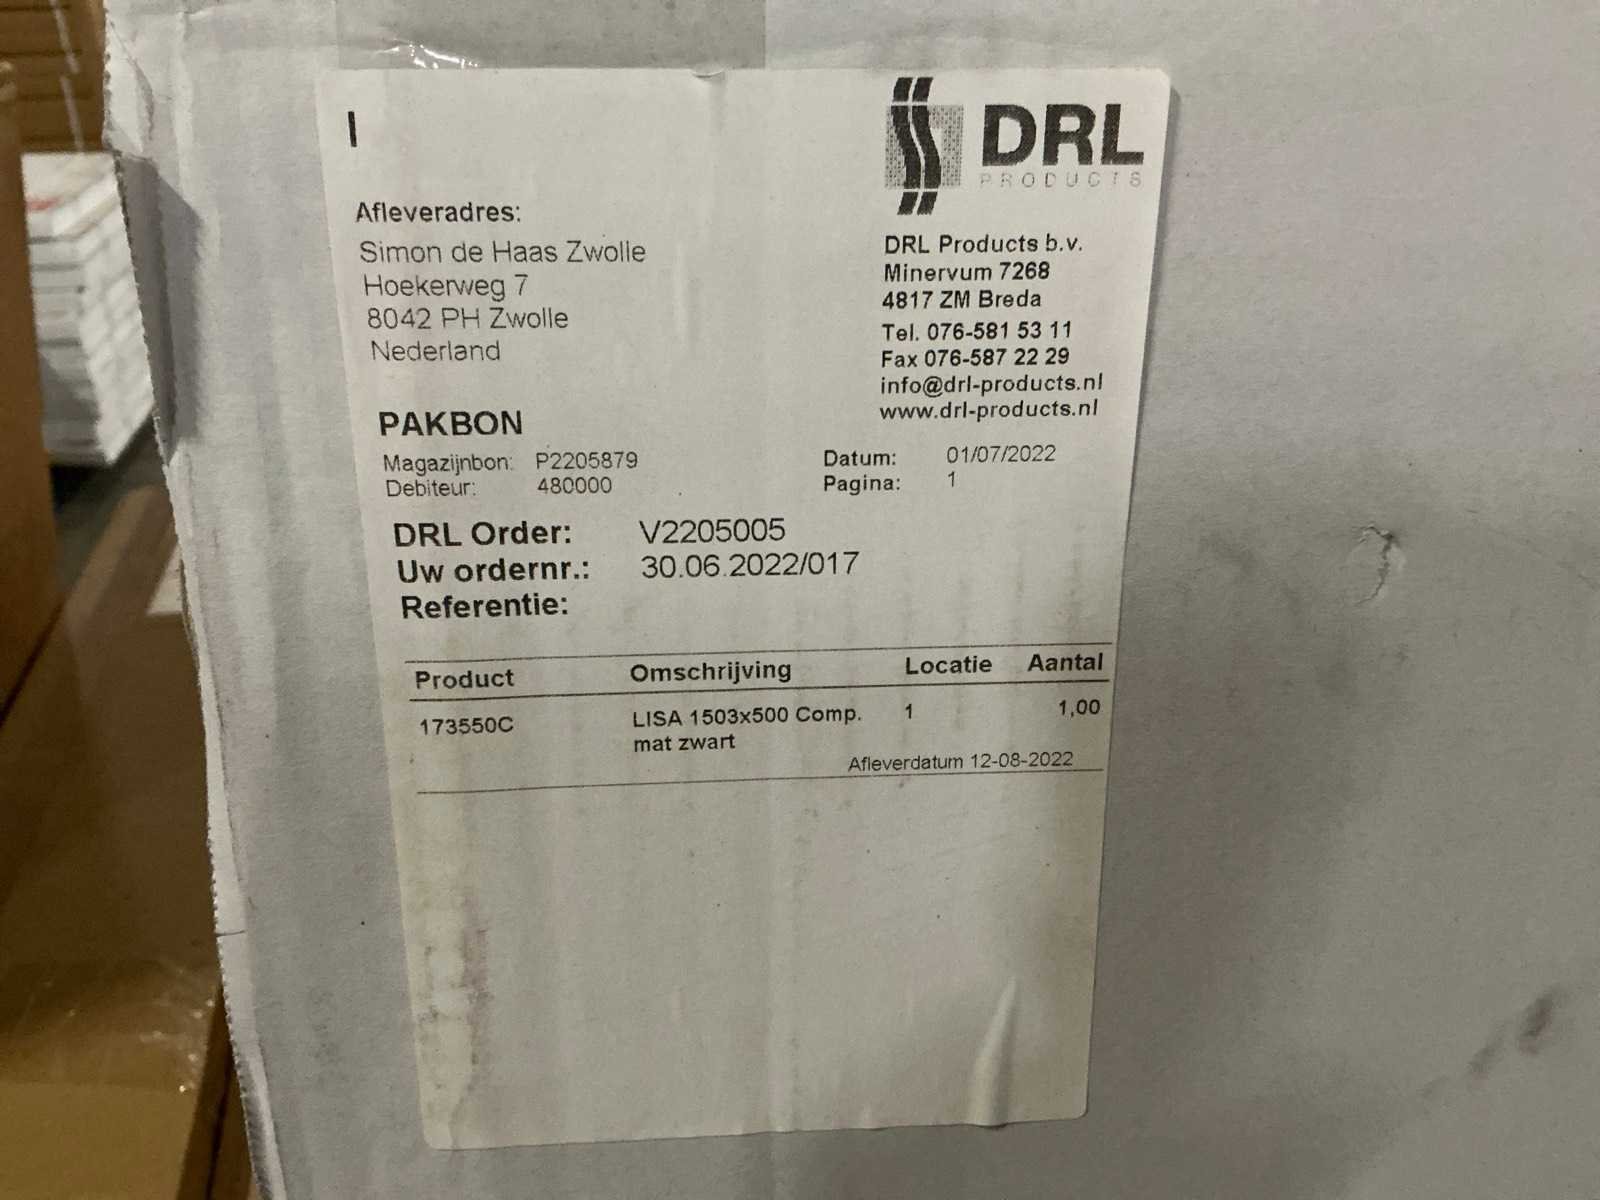 I
DRL
PRODUCTS
Afleveradres:
Simon de Haas Zwolle
Hoekerweg 7
8042 PH Zwolle
Nederland
DRL Products b.v.
Minervum 7268
4817 ZM Breda
Tel. 076-581 53 11
Fax 076-587 22 29
info@drl-products.nl
www.drl-products.nl
PAKBON
Magazijnbon: P2205879 Datum: 01/07/2022
Debiteur: 480000 Pagina: 1
DRL Order: V2205005
Uw ordernr.: 30.06.2022/017
Referentie:
Product Omschrijving Locatie Aantal
173550C LISA 1503x500 Comp. 1 1,00
mat zwart
Afleverdatum 12-08-2022